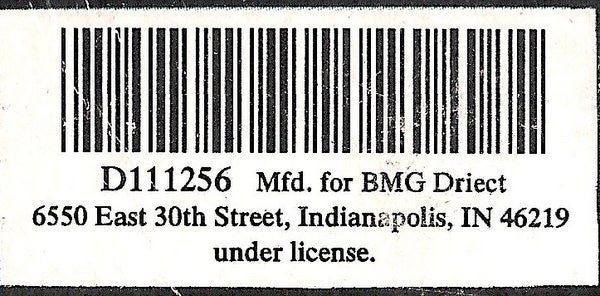 D111256 Mfd. for BMG Driect
6550 East 30th Street, Indianapolis, IN 46219
under license.